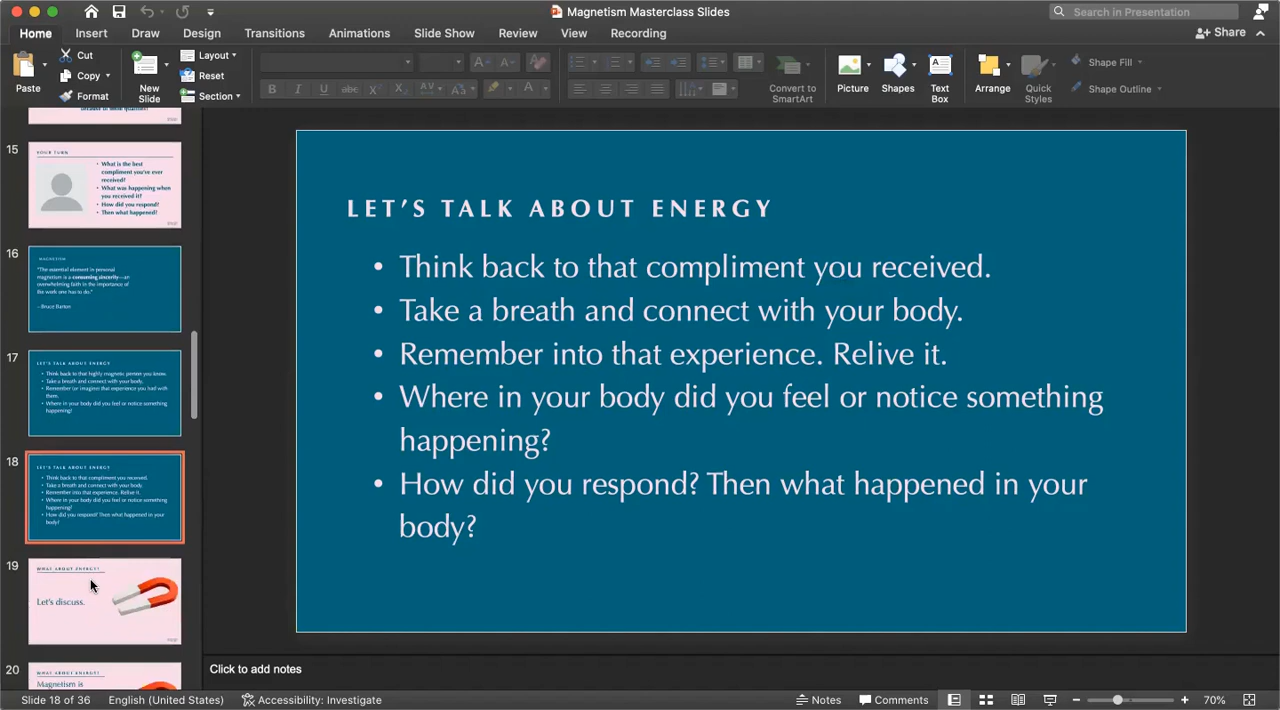 Magnetism Masterclass Slides
Search in Presentation
Home Insert Draw Design Transitions Animations Slide Show Review View Recording
Share
Paste
Cut
Copy
Format
New Slide
Layout
Reset
Section
Convert to SmartArt
Picture
Shapes
Text Box
Arrange
Quick Styles
Shape Fill
Shape Outline
15
YOUR TURN
• What is the best
compliment you've ever
received?
• What was happening when
you received it?
• How did you respond?
• Then what happened?
16
MAGNETISM
"The essential element in personal
magnetism is a consuming sincerity—an
overwhelming faith in the importance of
the work one has to do."
—Bruce Barton
17
LET'S TALK ABOUT ENERGY
• Think back to that highly magnetic person you know.
• Take a breath and connect with your body.
• Remember (or imagine) that experience you had with
them.
• Where in your body did you feel or notice something
happening?
18
LET'S TALK ABOUT ENERGY
• Think back to that compliment you received.
• Take a breath and connect with your body.
• Remember into that experience. Relive it.
• Where in your body did you feel or notice something
happening?
• How did you respond? Then what happened in your
body?
19
WHAT ABOUT ENERGY?
Let's discuss.
20
WHAT ABOUT ENERGY?
Magnetism is
LET'S TALK ABOUT ENERGY
• Think back to that compliment you received.
• Take a breath and connect with your body.
• Remember into that experience. Relive it.
• Where in your body did you feel or notice something
happening?
• How did you respond? Then what happened in your
body?
Click to add notes
Slide 18 of 36 English (United States) Accessibility: Investigate Notes Comments 70%